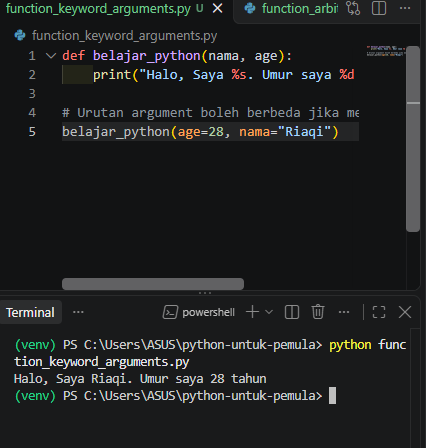 function_keyword_arguments.py U
function_arbit
function_keyword_arguments.py
1 def belajar_python(nama, age):
2 print("Halo, Saya %s. Umur saya %d
3
4 # Urutan argument boleh berbeda jika me
5 belajar_python(age=28, nama="Riaqi")
Terminal
powershell
(venv) PS C:\Users\ASUS\python-untuk-pemula> python func
tion_keyword_arguments.py
Halo, Saya Riaqi. Umur saya 28 tahun
(venv) PS C:\Users\ASUS\python-untuk-pemula>